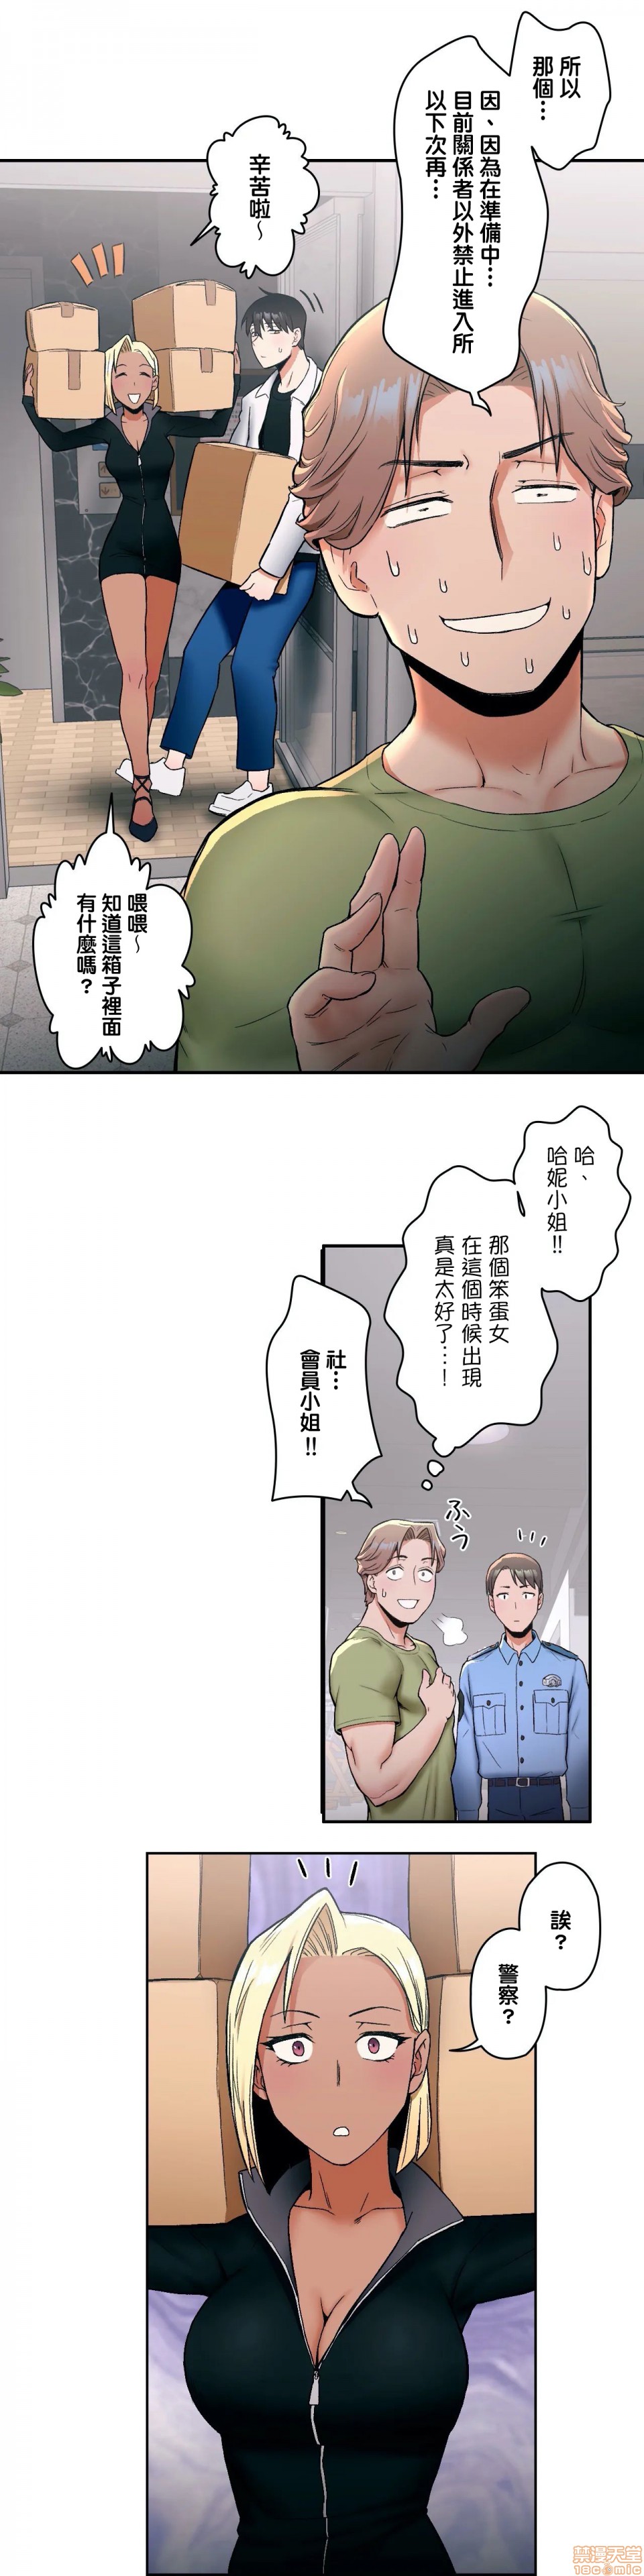 所以
那個…
因、因為在準備中…
目前關係者以外禁止進入所
以下次再…
辛苦啦~
喂喂~
知道這箱子裡面
有什麼嗎?
哈、
哈妮小姐!!
那個笨蛋女
在這個時候出現
真是太好了…!
社…
會員小姐!!
ふぅ
誒?
警察?
禁漫天堂
18c@mic